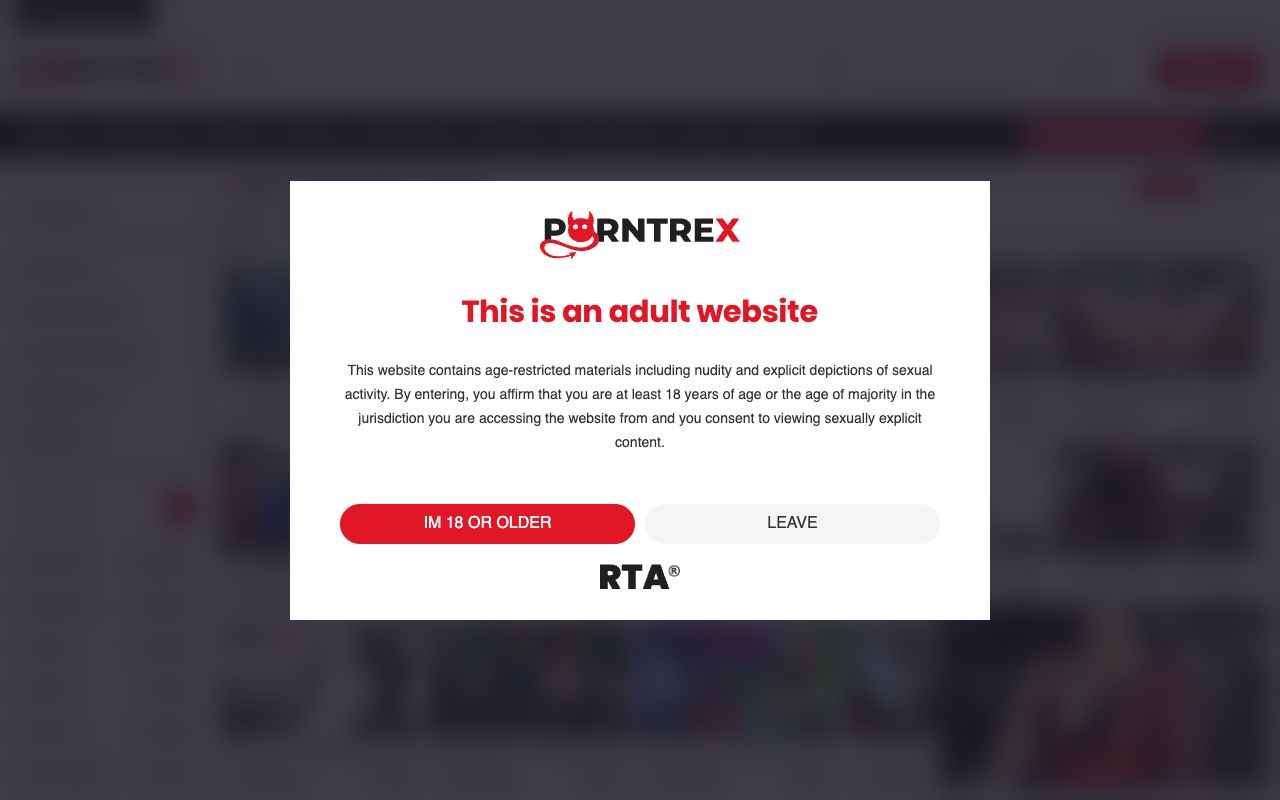 PORNTREX
This is an adult website
This website contains age-restricted materials including nudity and explicit depictions of sexual
activity. By entering, you affirm that you are at least 18 years of age or the age of majority in the
jurisdiction you are accessing the website from and you consent to viewing sexually explicit
content.
IM 18 OR OLDER
LEAVE
RTA®